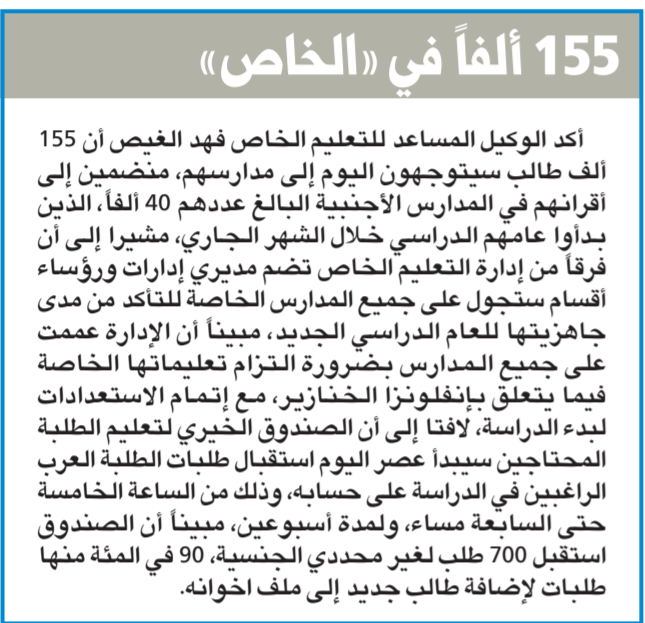 155 ألفاً في «الخاص»
أكد الوكيل المساعد للتعليم الخاص فهد الغيص أن 155
ألف طالب سيتوجهون اليوم إلى مدارسهم، منضمين إلى
أقرانهم في المدارس الأجنبية البالغ عددهم 40 ألفاً، الذين
بدأوا عامهم الدراسي خلال الشهر الجاري، مشيرا إلى أن
فرقاً من إدارة التعليم الخاص تضم مديري إدارات ورؤساء
أقسام ستجول على جميع المدارس الخاصة للتأكد من مدى
جاهزيتها للعام الدراسي الجديد، مبيناً أن الإدارة عممت
على جميع المدارس بضرورة التزام تعليماتها الخاصة
فيما يتعلق بإنفلونزا الخنازير، مع إتمام الاستعدادات
لبدء الدراسة، لافتا إلى أن الصندوق الخيري لتعليم الطلبة
المحتاجين سيبدأ عصر اليوم استقبال طلبات الطلبة العرب
الراغبين في الدراسة على حسابه، وذلك من الساعة الخامسة
حتى السابعة مساء، ولمدة أسبوعين، مبيناً أن الصندوق
استقبل 700 طلب لغير محددي الجنسية، 90 في المئة منها
طلبات لإضافة طالب جديد إلى ملف اخوانه.